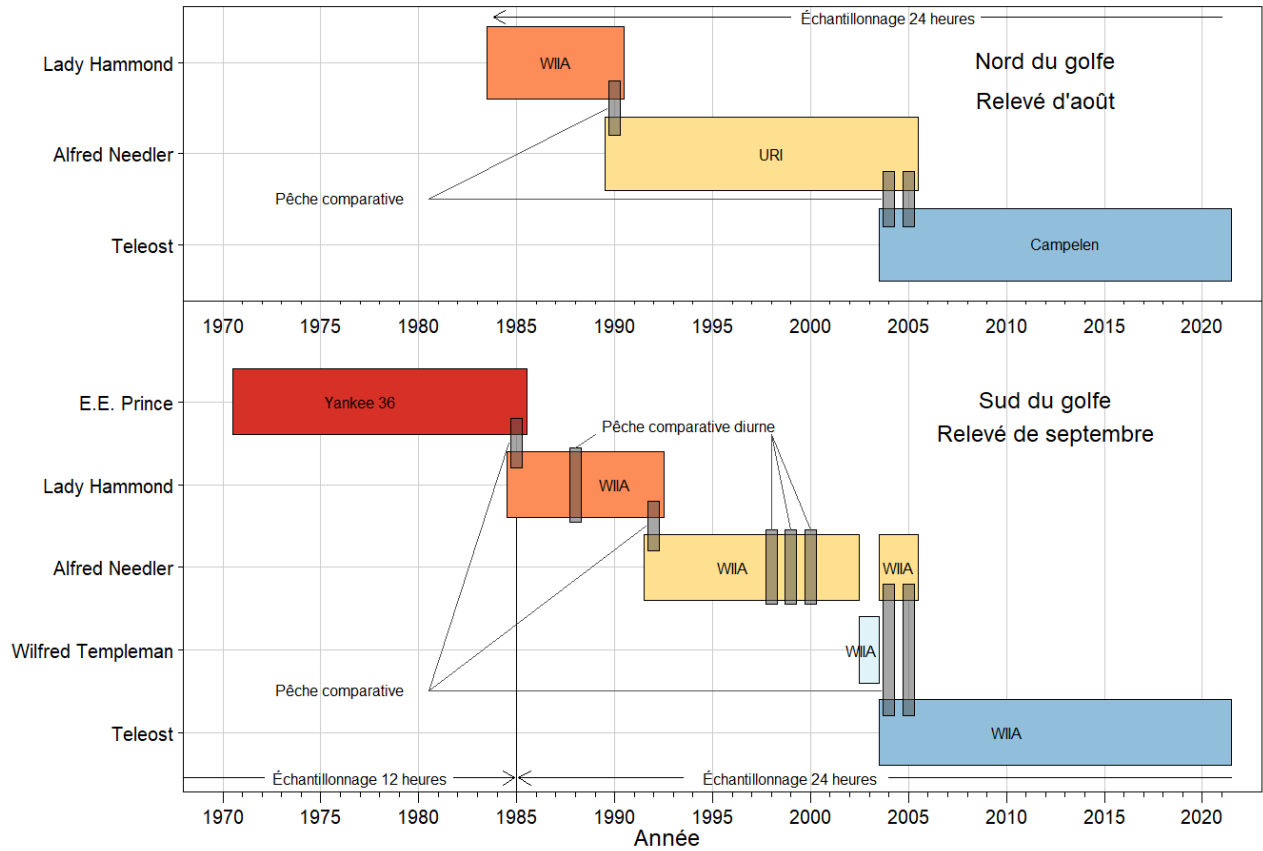 Échantillonnage 24 heures
Lady Hammond
WIIA
Nord du golfe
Relevé d'août
Alfred Needler
URI
Pêche comparative
Teleost
Campelen
1970 1975 1980 1985 1990 1995 2000 2005 2010 2015 2020
E.E. Prince
Yankee 36
Sud du golfe
Relevé de septembre
Pêche comparative diurne
Lady Hammond
WIIA
Alfred Needler
WIIA
WIIA
Wilfred Templeman
WIIA
Pêche comparative
Teleost
WIIA
Échantillonnage 12 heures
Échantillonnage 24 heures
1970 1975 1980 1985 1990 1995 2000 2005 2010 2015 2020
Année